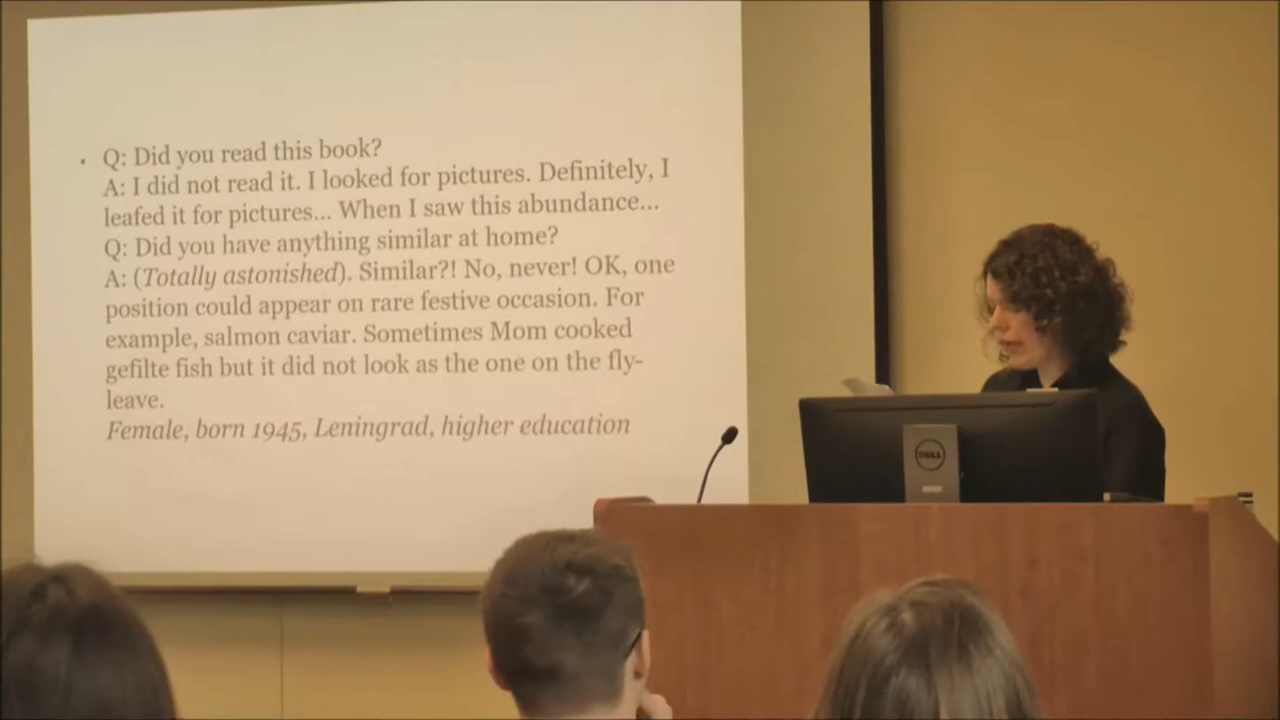 • Q: Did you read this book?
A: I did not read it. I looked for pictures. Definitely, I
leafed it for pictures... When I saw this abundance...
Q: Did you have anything similar at home?
A: (Totally astonished). Similar?! No, never! OK, one
position could appear on rare festive occasion. For
example, salmon caviar. Sometimes Mom cooked
gefilte fish but it did not look as the one on the fly-
leave.
Female, born 1945, Leningrad, higher education
DELL